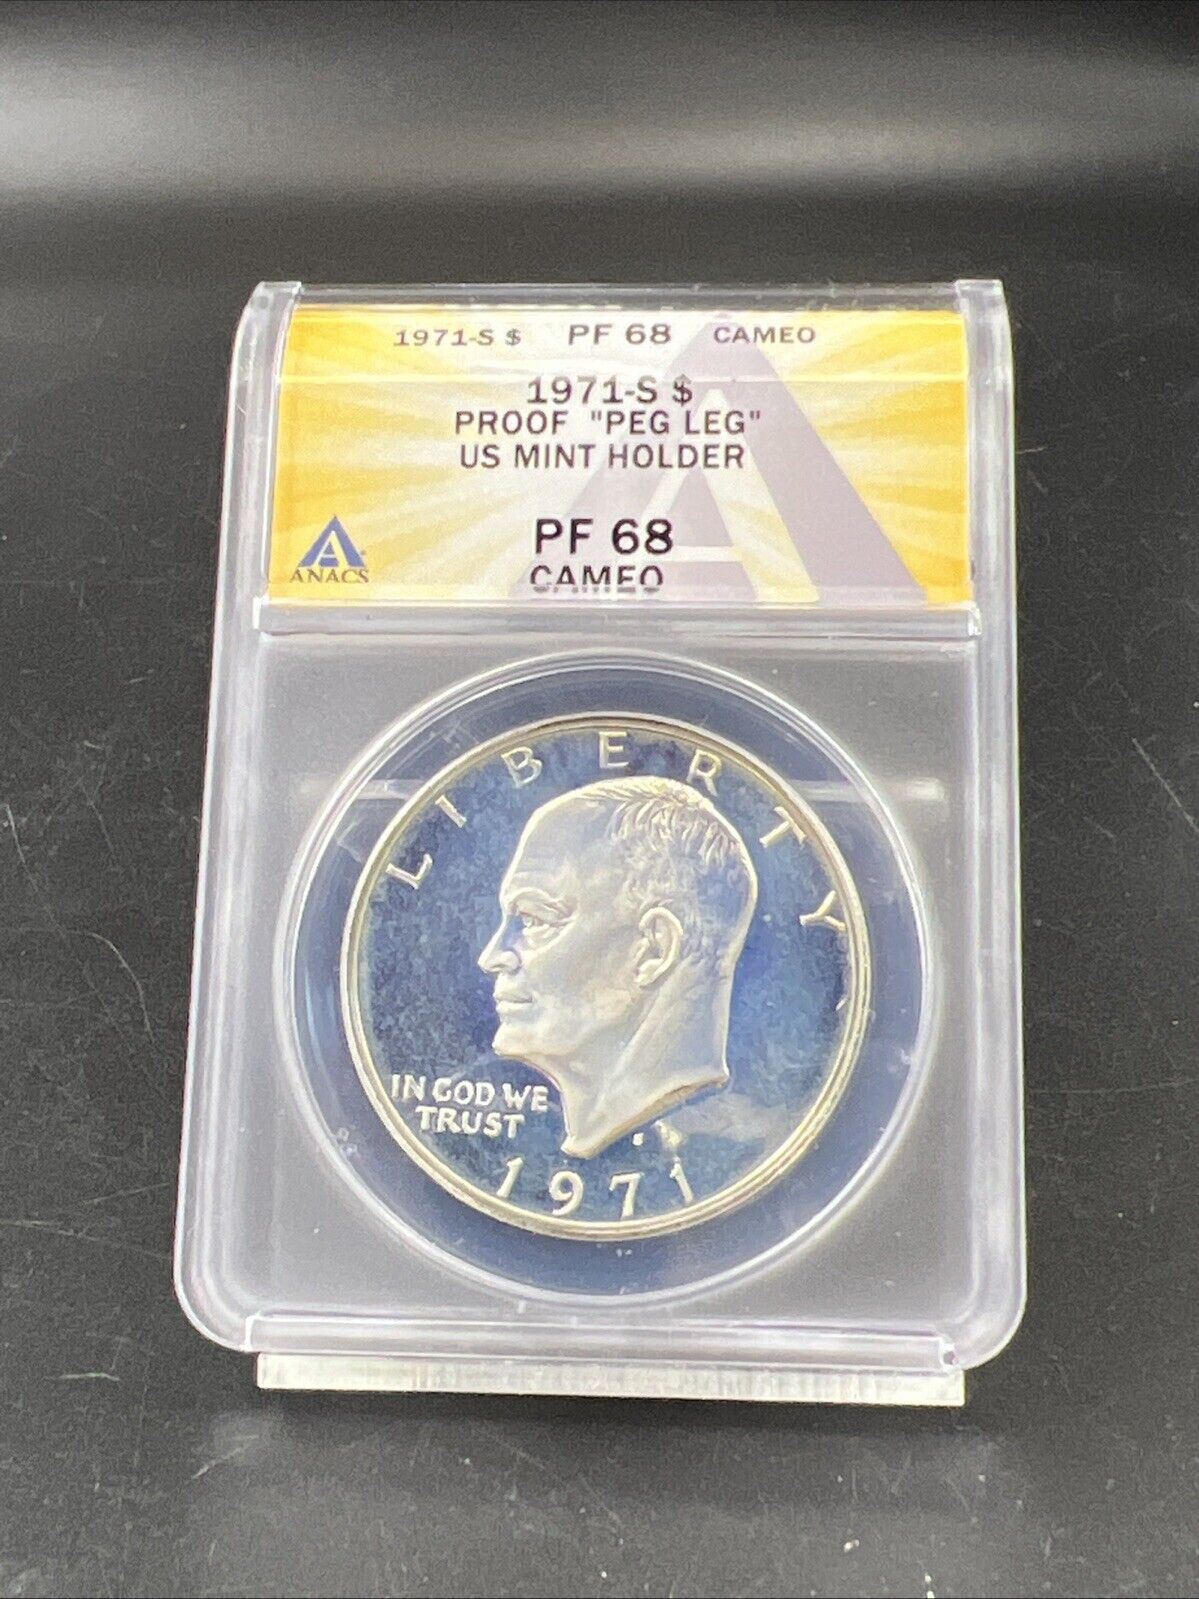 1971-S $ PF 68 CAMEO
1971-S $
PROOF "PEG LEG"
US MINT HOLDER
PF 68
CAMEO
ANACS
LIBERTY
IN GOD WE
TRUST
S
1971